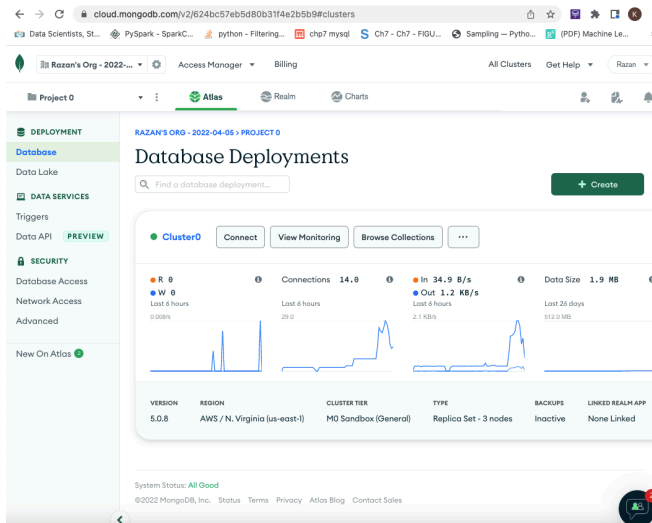 cloud.mongodb.com/v2/624bc57eb5d80b31f4e2b5b9#clusters
K
Data Scientists, St... PySpark - SparkC... python - Filtering... chp7 mysql Ch7 - Ch7 - FIGU... Sampling — Pytho... (PDF) Machine Le...
Razan's Org - 2022-... Access Manager Billing All Clusters Get Help Razan
Project 0 Atlas Realm Charts
DEPLOYMENT
Database
Data Lake
DATA SERVICES
Triggers
Data API PREVIEW
SECURITY
Database Access
Network Access
Advanced
New On Atlas 2
RAZAN'S ORG - 2022-04-05 > PROJECT 0
Database Deployments
Find a database deployment...
+ Create
Cluster0 Connect View Monitoring Browse Collections ...
R 0
W 0
Last 6 hours
0.008/s
Connections 14.0
Last 6 hours
29.0
In 34.9 B/s
Out 1.2 KB/s
Last 6 hours
2.1 KB/s
Data Size 1.9 MB
Last 26 days
512.0 MB
VERSION REGION CLUSTER TIER TYPE BACKUPS LINKED REALM APP
5.0.8 AWS / N. Virginia (us-east-1) M0 Sandbox (General) Replica Set - 3 nodes Inactive None Linked
System Status: All Good
©2022 MongoDB, Inc. Status Terms Privacy Atlas Blog Contact Sales